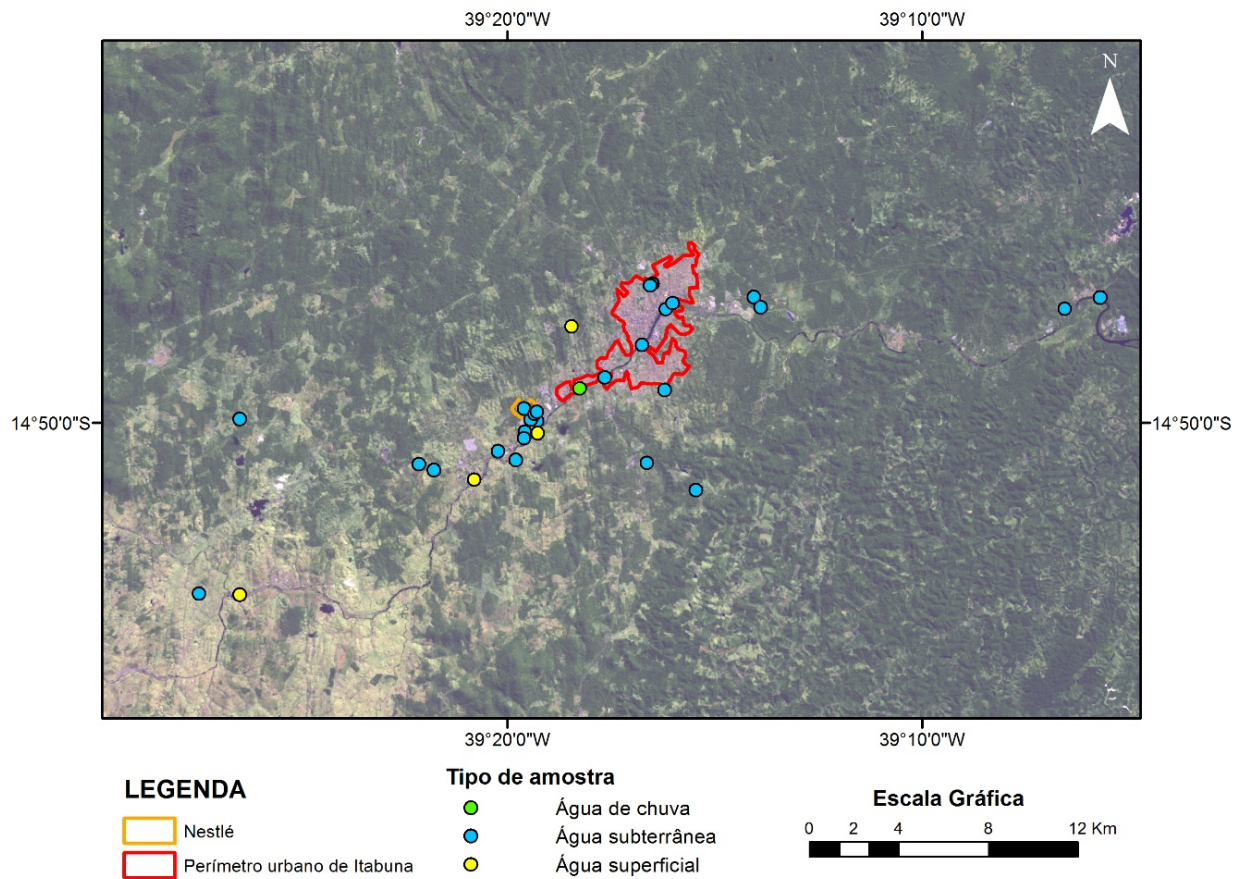 39°20'0"W 39°10'0"W
N
14°50'0"S 14°50'0"S
39°20'0"W 39°10'0"W
LEGENDA
Nestlé
Perímetro urbano de Itabuna
Tipo de amostra
Água de chuva
Água subterrânea
Água superficial
Escala Gráfica
0 2 4 8 12 Km